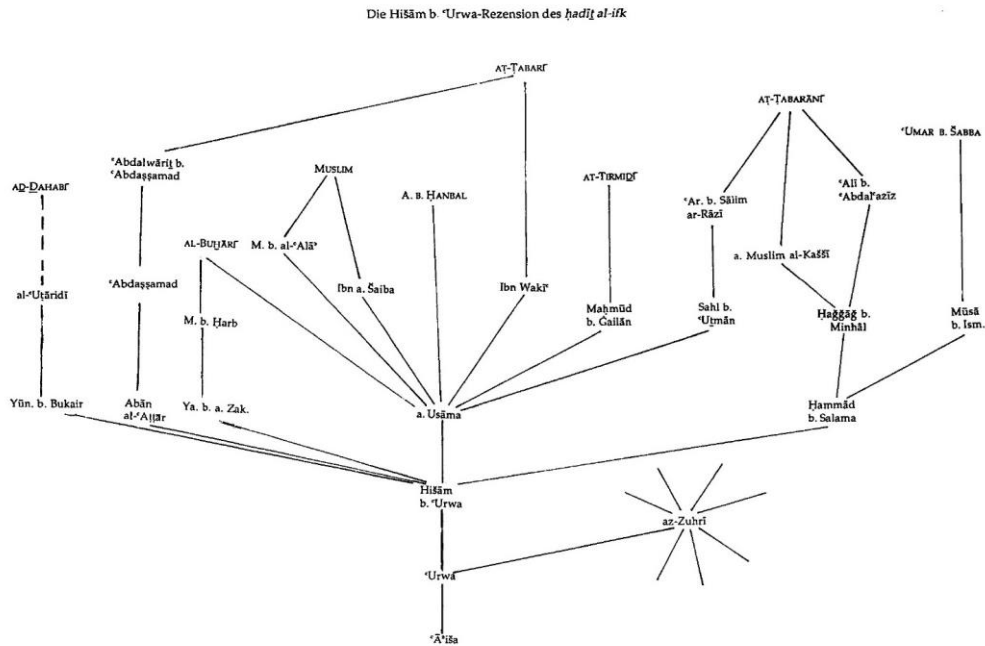 Die Hišām b. ʿUrwa-Rezension des ḥadīṯ al-ifk
AṬ-ṬABARĪ
AṬ-ṬABARĀNĪ
ʿUMAR B. ŠABBA
ʿAbdalwāriṯ b.
ʿAbdaṣṣamad
MUSLIM
AḎ-ḎAHABĪ
A. B. ḤANBAL
AT-TIRMIḎĪ
ʿAlī b.
ʿAbdalʿazīz
ʿAr. b. Sālim
ar-Rāzī
AL-BUḪĀRĪ
M. b. al-ʿAlāʾ
a. Muslim al-Kaššī
al-ʿUṭāridī
ʿAbdaṣṣamad
Ibn a. Šaiba
Ibn Wakīʿ
Maḥmūd
b. Ġailān
Sahl b.
ʿUṯmān
Ḥaǧǧāǧ b.
Minhāl
Mūsā
b. Ism.
M. b. Ḥarb
Yūn. b. Bukair
Abān
al-ʿAṭṭār
Ya. b. a. Zak.
a. Usāma
Ḥammād
b. Salama
Hišām
b. ʿUrwa
az-Zuhrī
ʿUrwa
ʿĀʾiša